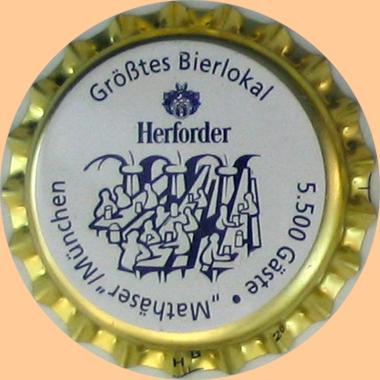 Größtes Bierlokal
Herforder
5.500 Gäste • „Mathäser“/München
H B